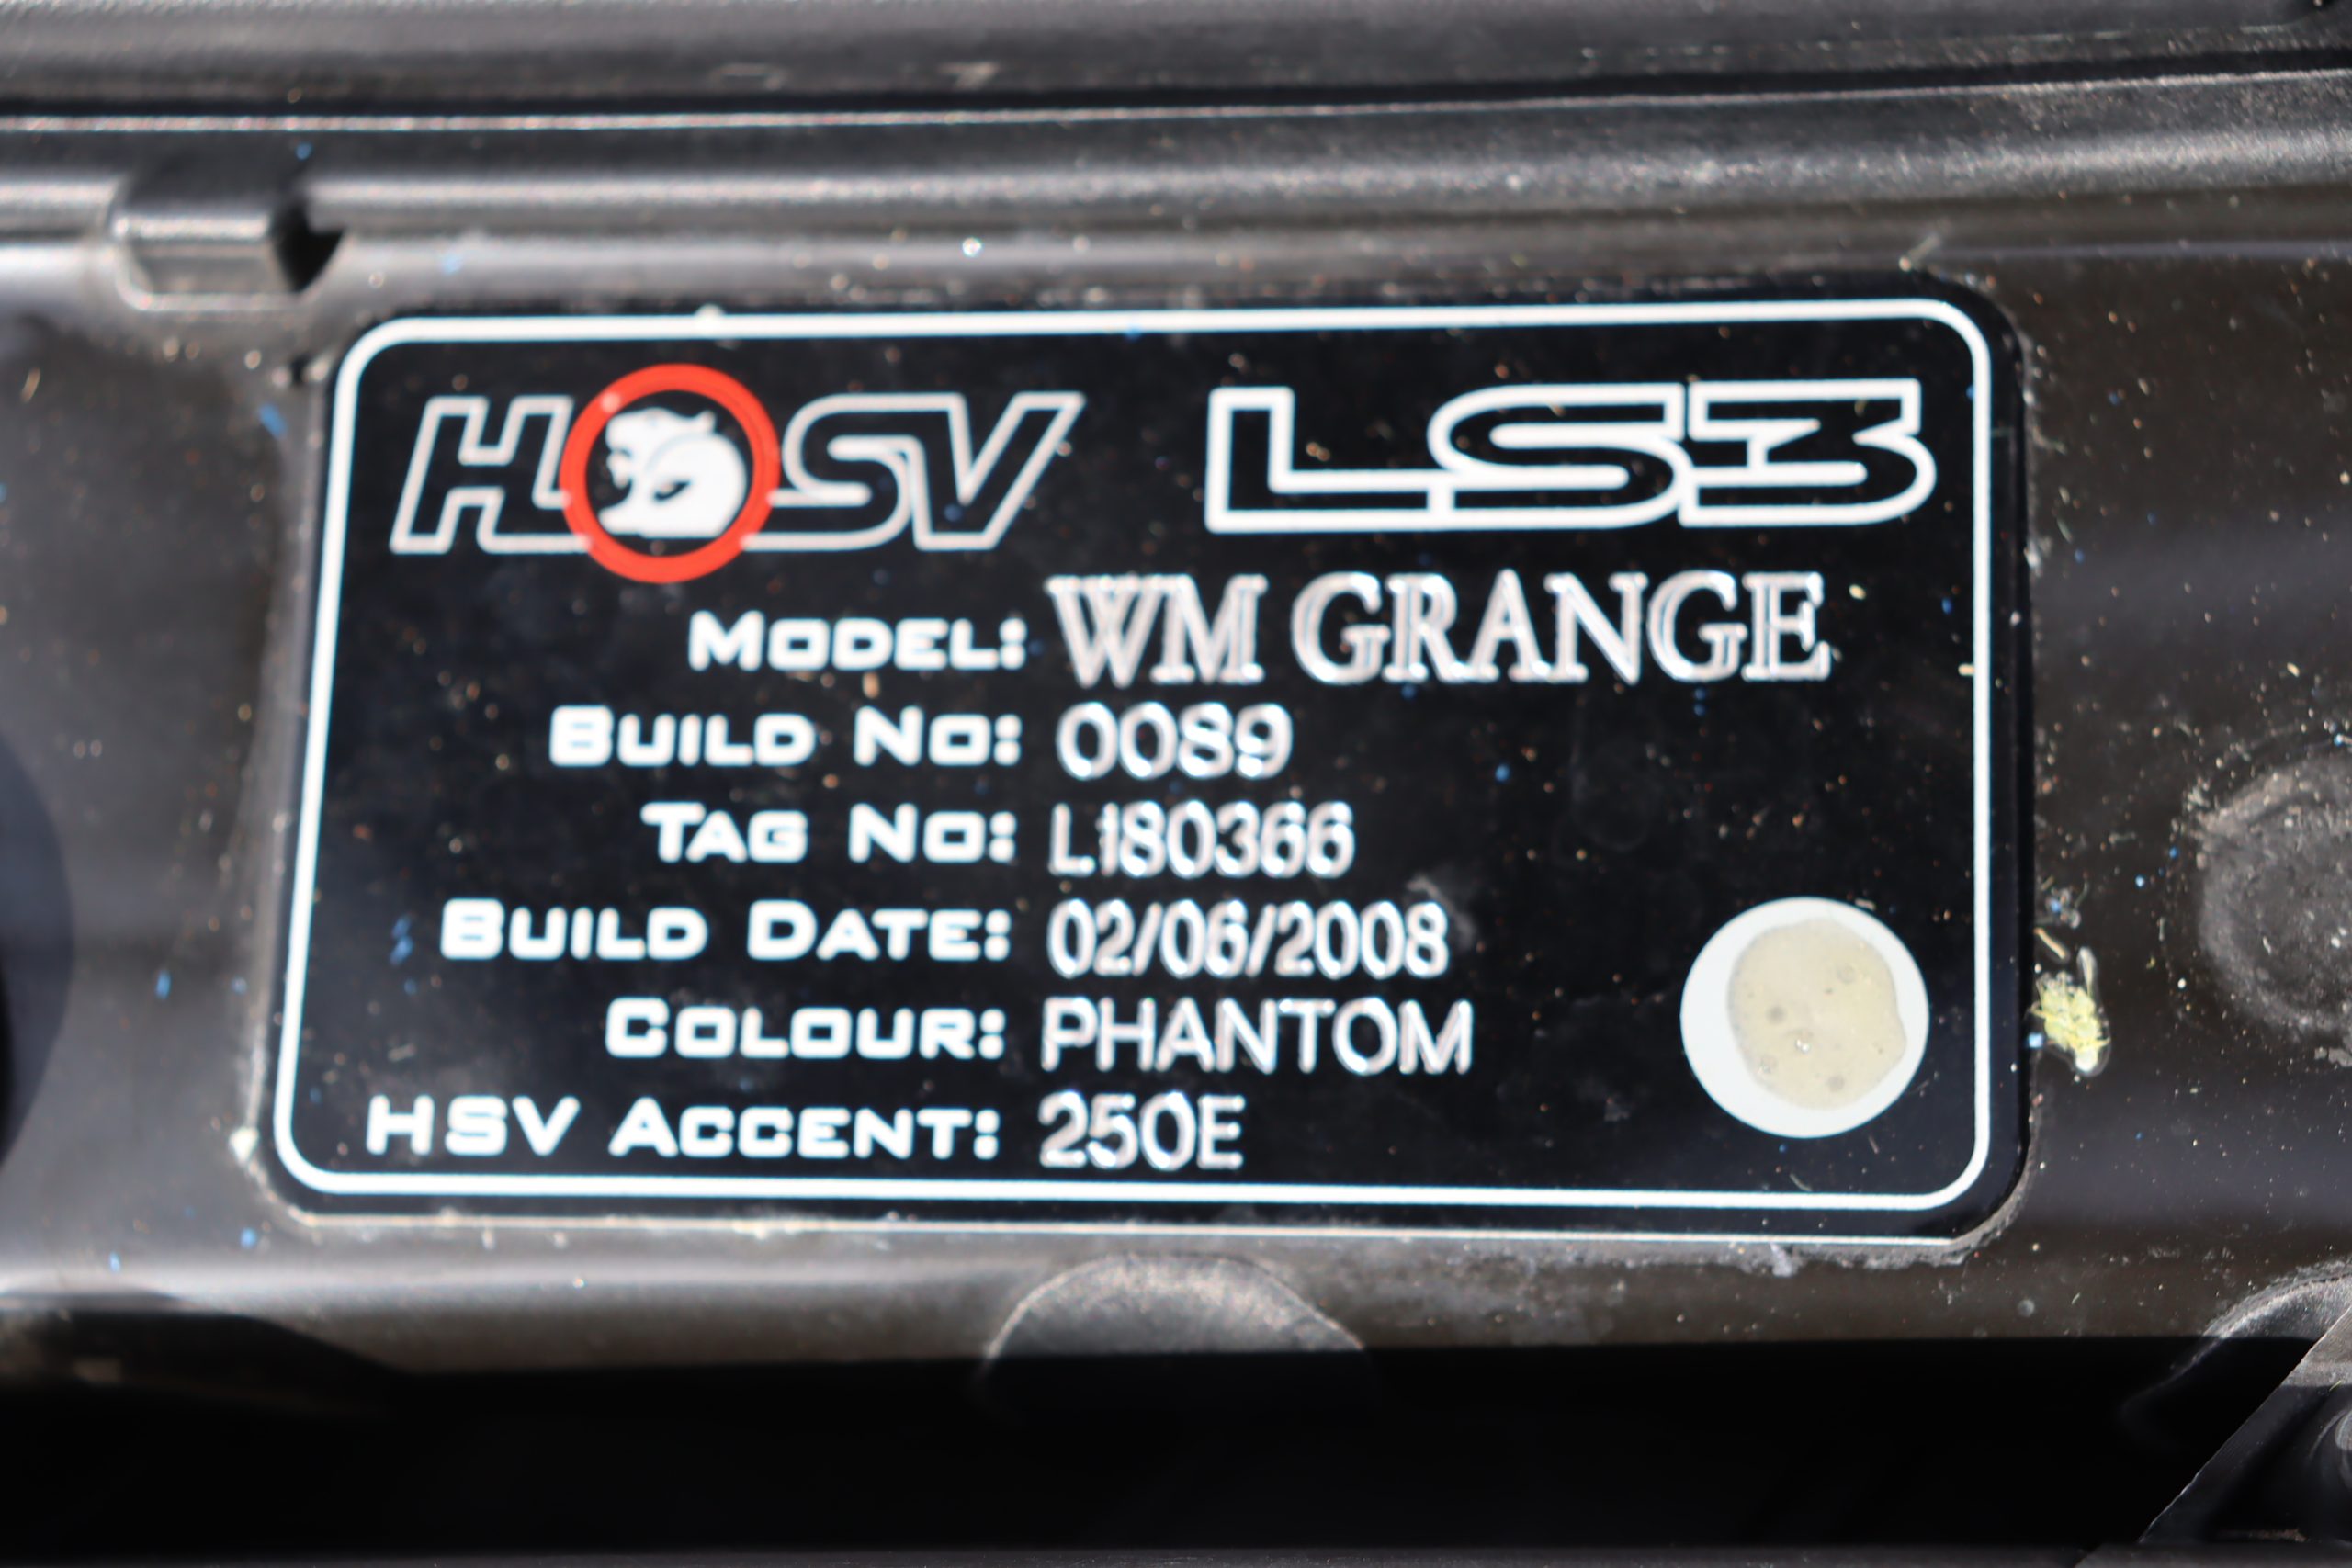 HSV LS3
MODEL: WM GRANGE
BUILD NO: 0089
TAG NO: L180366
BUILD DATE: 02/06/2008
COLOUR: PHANTOM
HSV ACCENT: 250E